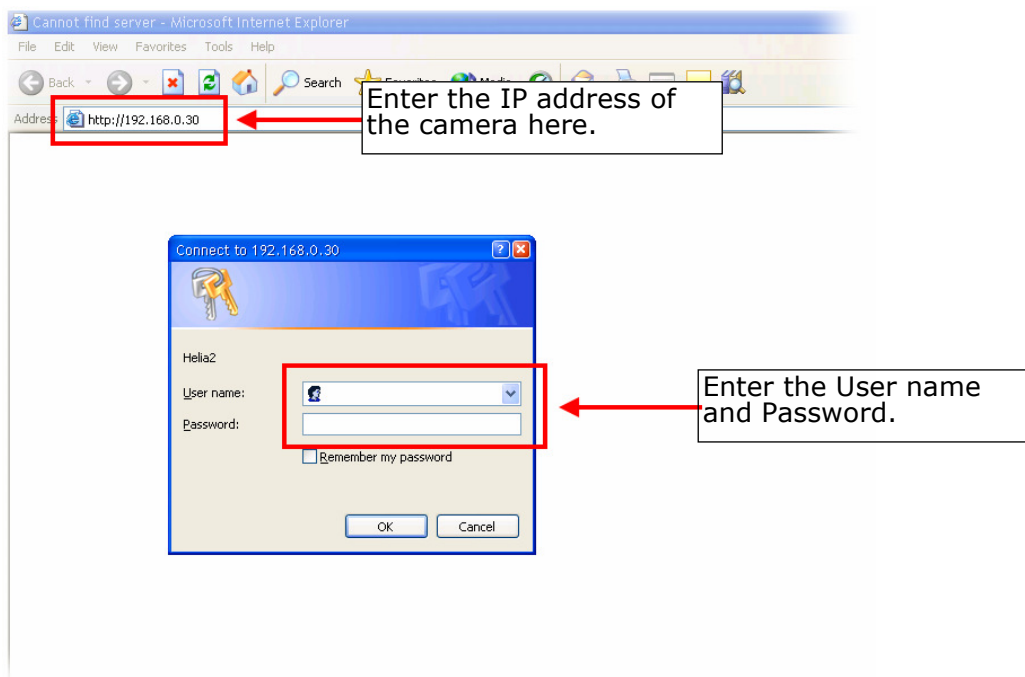 Cannot find server - Microsoft Internet Explorer
File Edit View Favorites Tools Help
Back Search
Enter the IP address of
the camera here.
Address http://192.168.0.30
Connect to 192.168.0.30
Helia2
User name:
Password:
Remember my password
OK Cancel
Enter the User name
and Password.